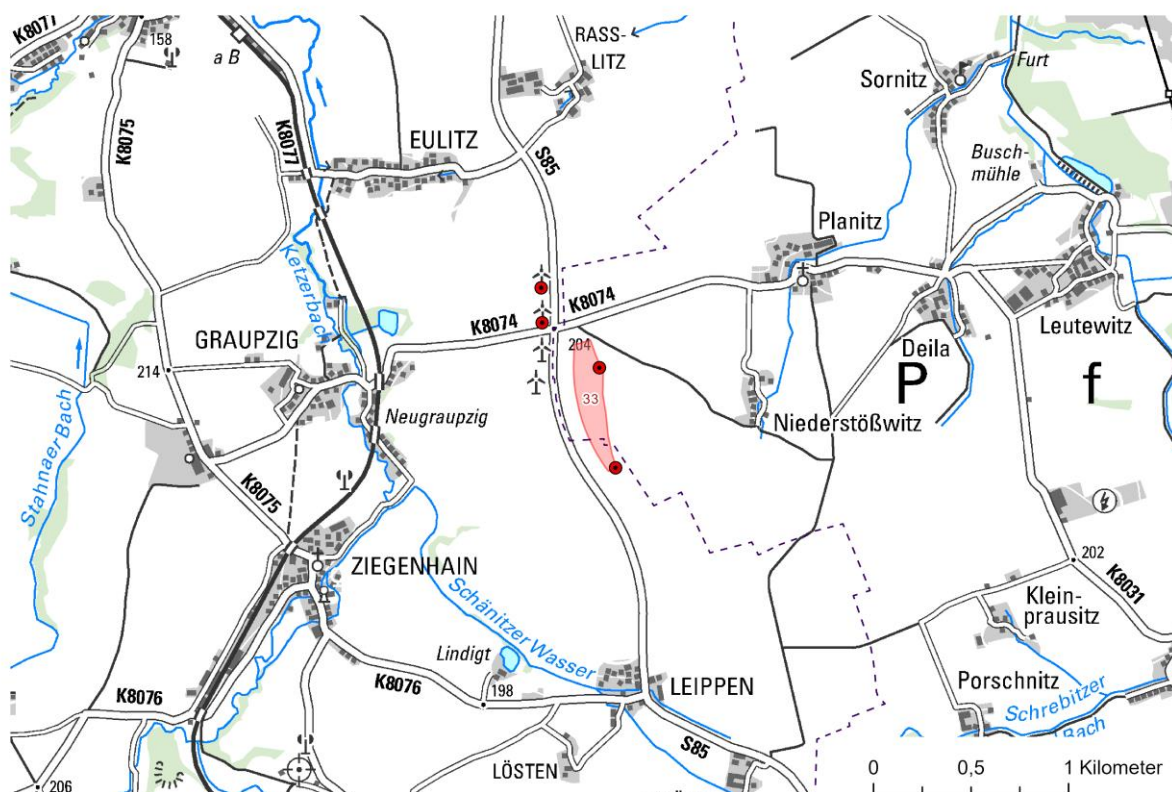 K8077
158
a B
RASS-
LITZ
Furt
Sornitz
K8075
K8077
EULITZ
S85
Busch-
mühle
Planitz
Ketzerbach
K8074
K8074
GRAUPZIG
204
Leutewitz
Deila
214
P
f
33
Neugraupzig
Niederstößwitz
Stahnaer Bach
K8075
202
ZIEGENHAIN
Schänitzer Wasser
K8031
Klein-
prausitz
Lindigt
K8076
198
LEIPPEN
Porschnitz
K8076
Schrebitzer
Bach
S85
LÖSTEN
206
0
0,5
1 Kilometer